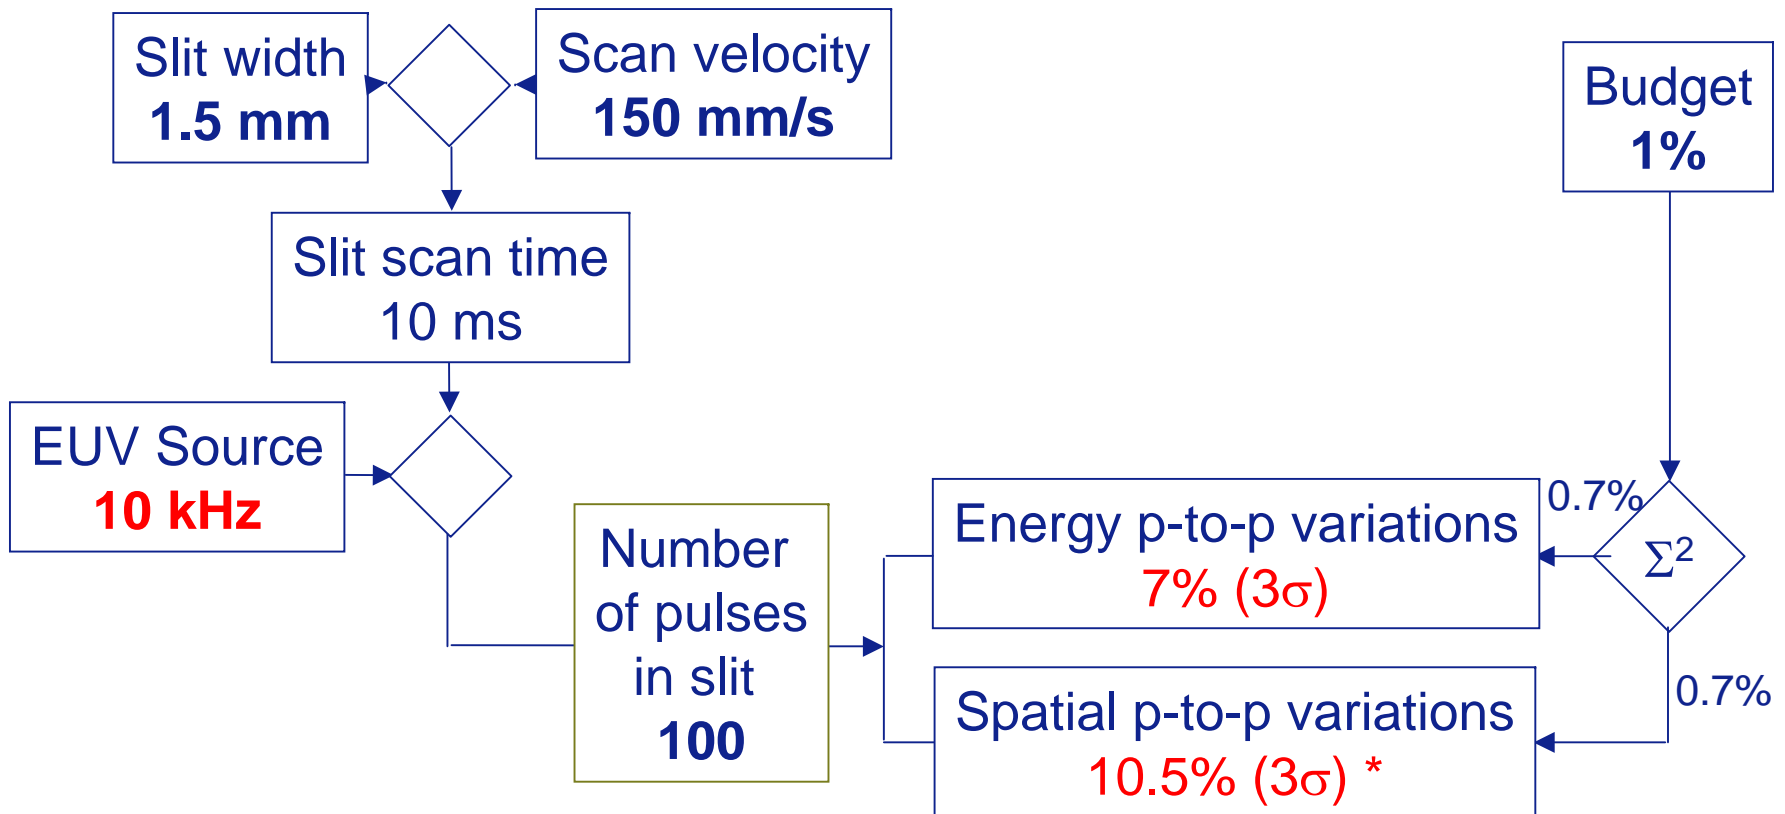 Slit width
1.5 mm
Scan velocity
150 mm/s
Budget
1%
Slit scan time
10 ms
EUV Source
10 kHz
Number
of pulses
in slit
100
Energy p-to-p variations
7% (3σ)
0.7%
Σ²
Spatial p-to-p variations
10.5% (3σ) *
0.7%